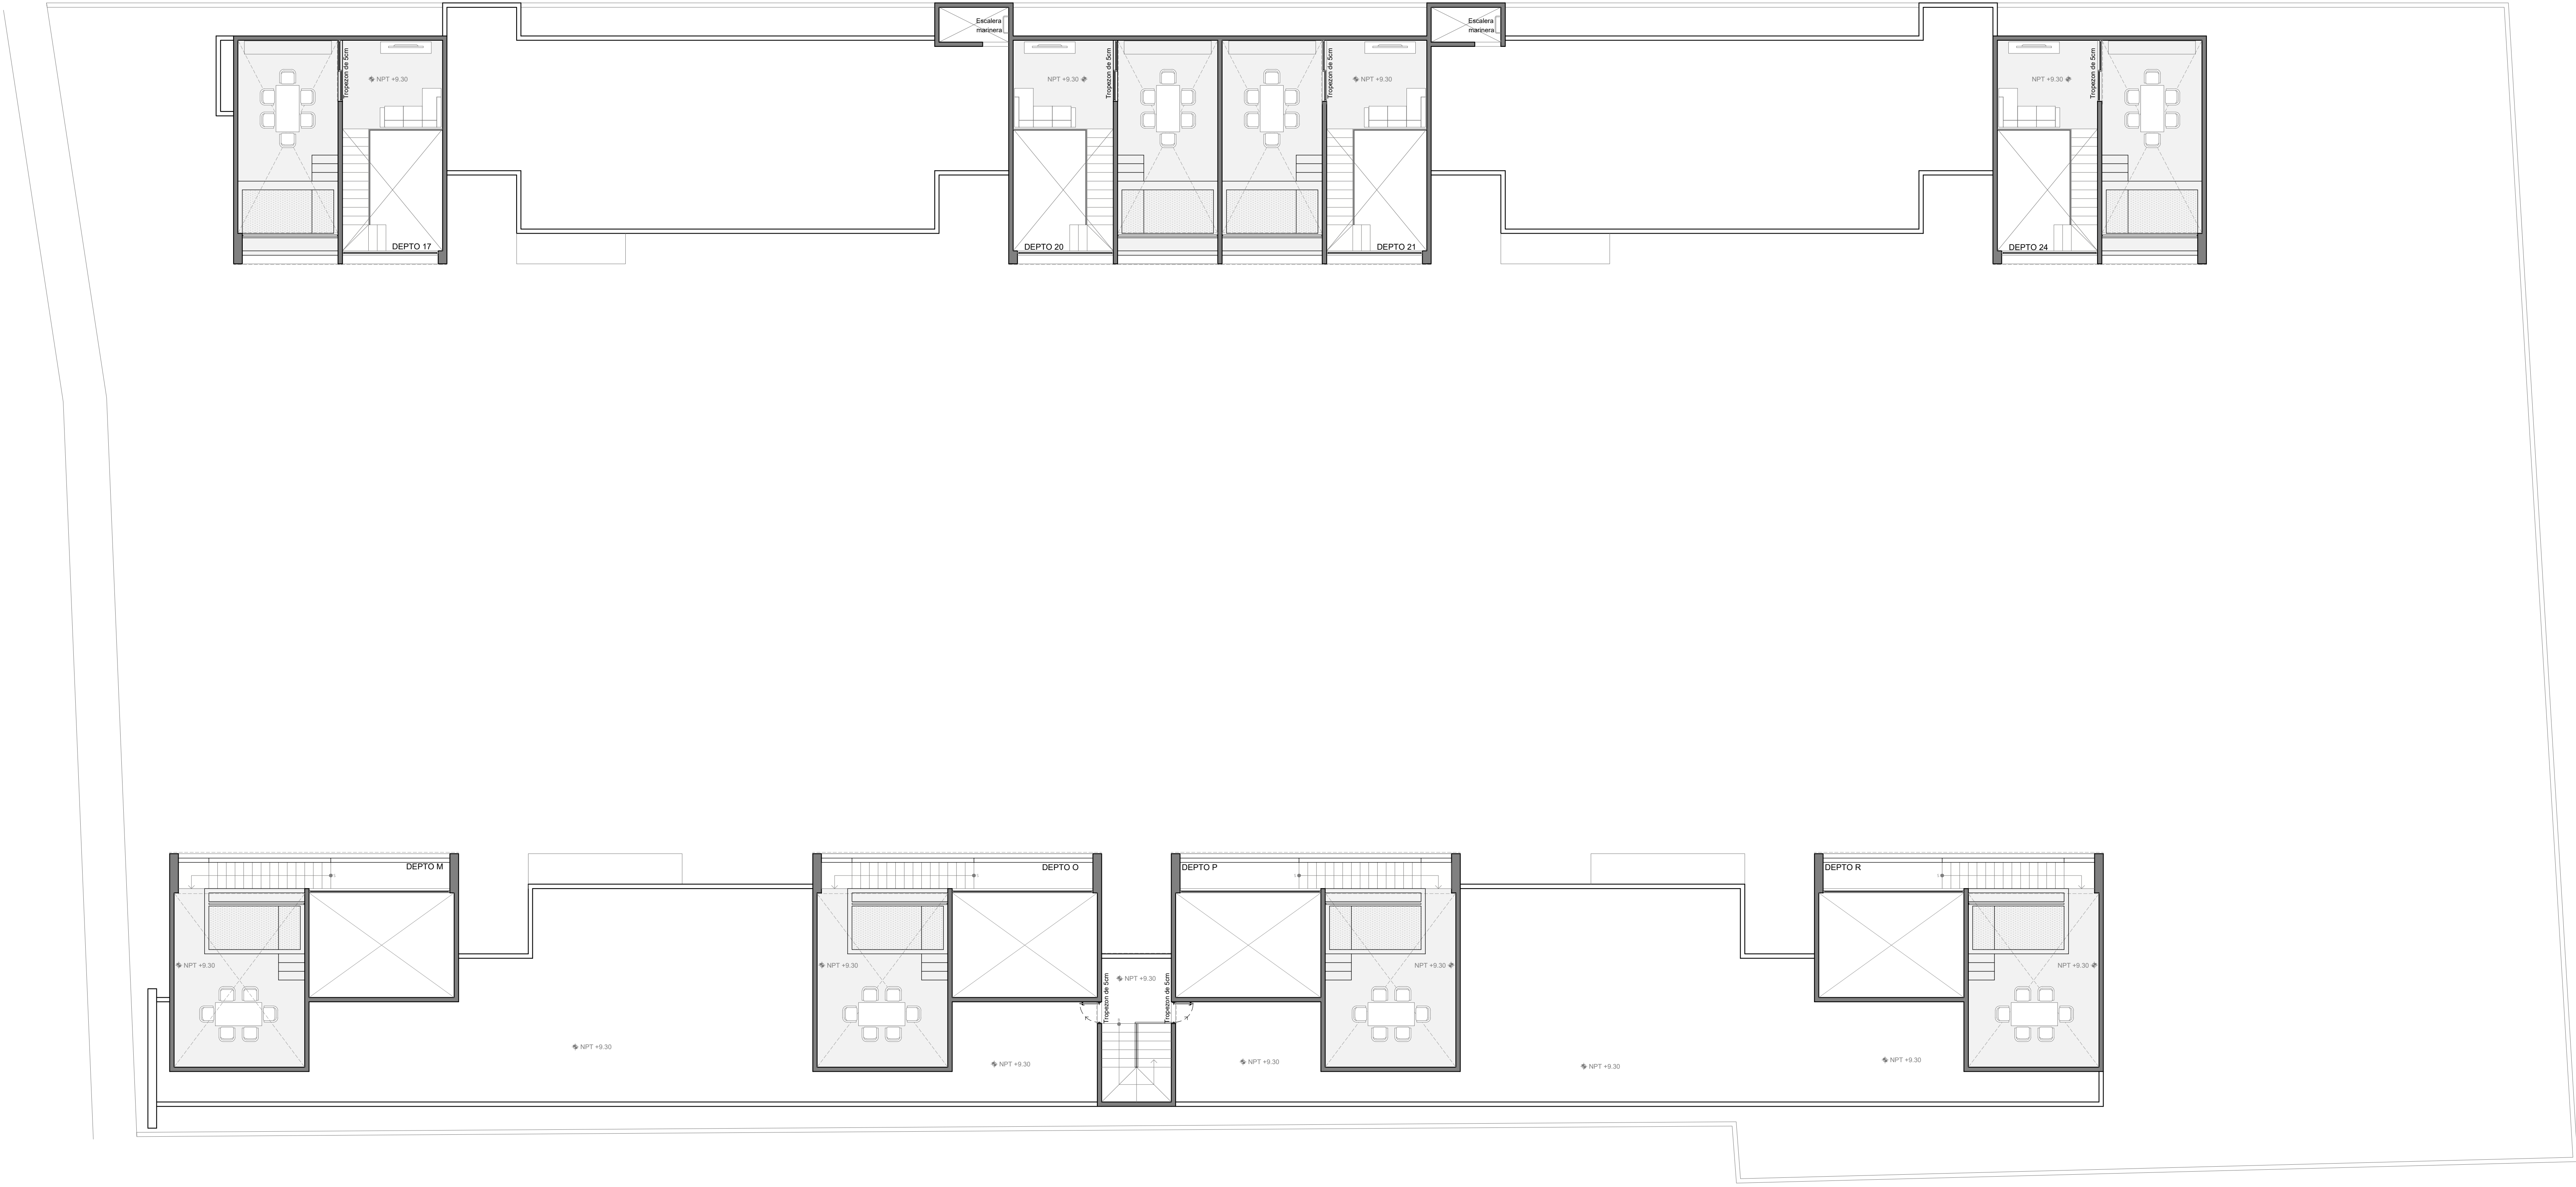 Escalera
marinera
Escalera
marinera
Tropezon de 5cm
NPT +9.30
NPT +9.30
Tropezon de 5cm
Tropezon de 5cm
NPT +9.30
NPT +9.30
Tropezon de 5cm
DEPTO 17
DEPTO 20
DEPTO 21
DEPTO 24
DEPTO M
DEPTO O
DEPTO P
DEPTO R
NPT +9.30
NPT +9.30
NPT +9.30
NPT +9.30
NPT +9.30
Tropezon de 5cm
Tropezon de 5cm
NPT +9.30
NPT +9.30
NPT +9.30
NPT +9.30
NPT +9.30